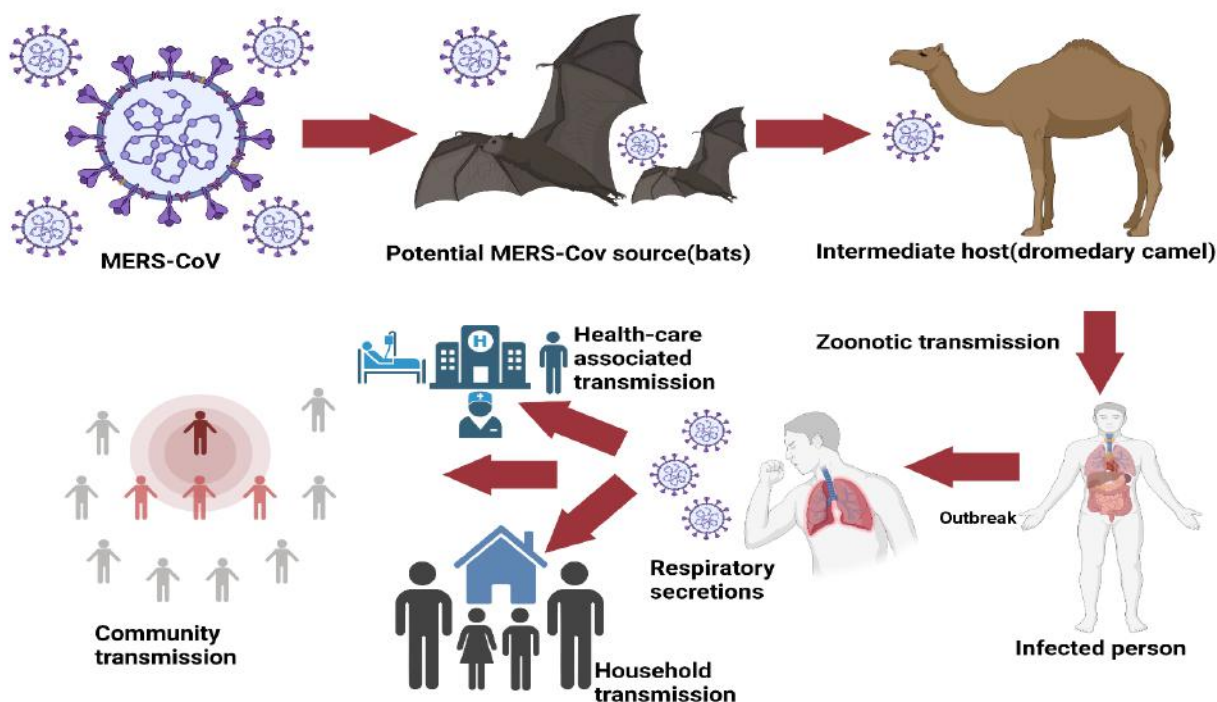 MERS-CoV
Potential MERS-Cov source(bats)
Intermediate host(dromedary camel)
Zoonotic transmission
H
Health-care
associated
transmission
Outbreak
Respiratory
secretions
Infected person
Community
transmission
Household
transmission